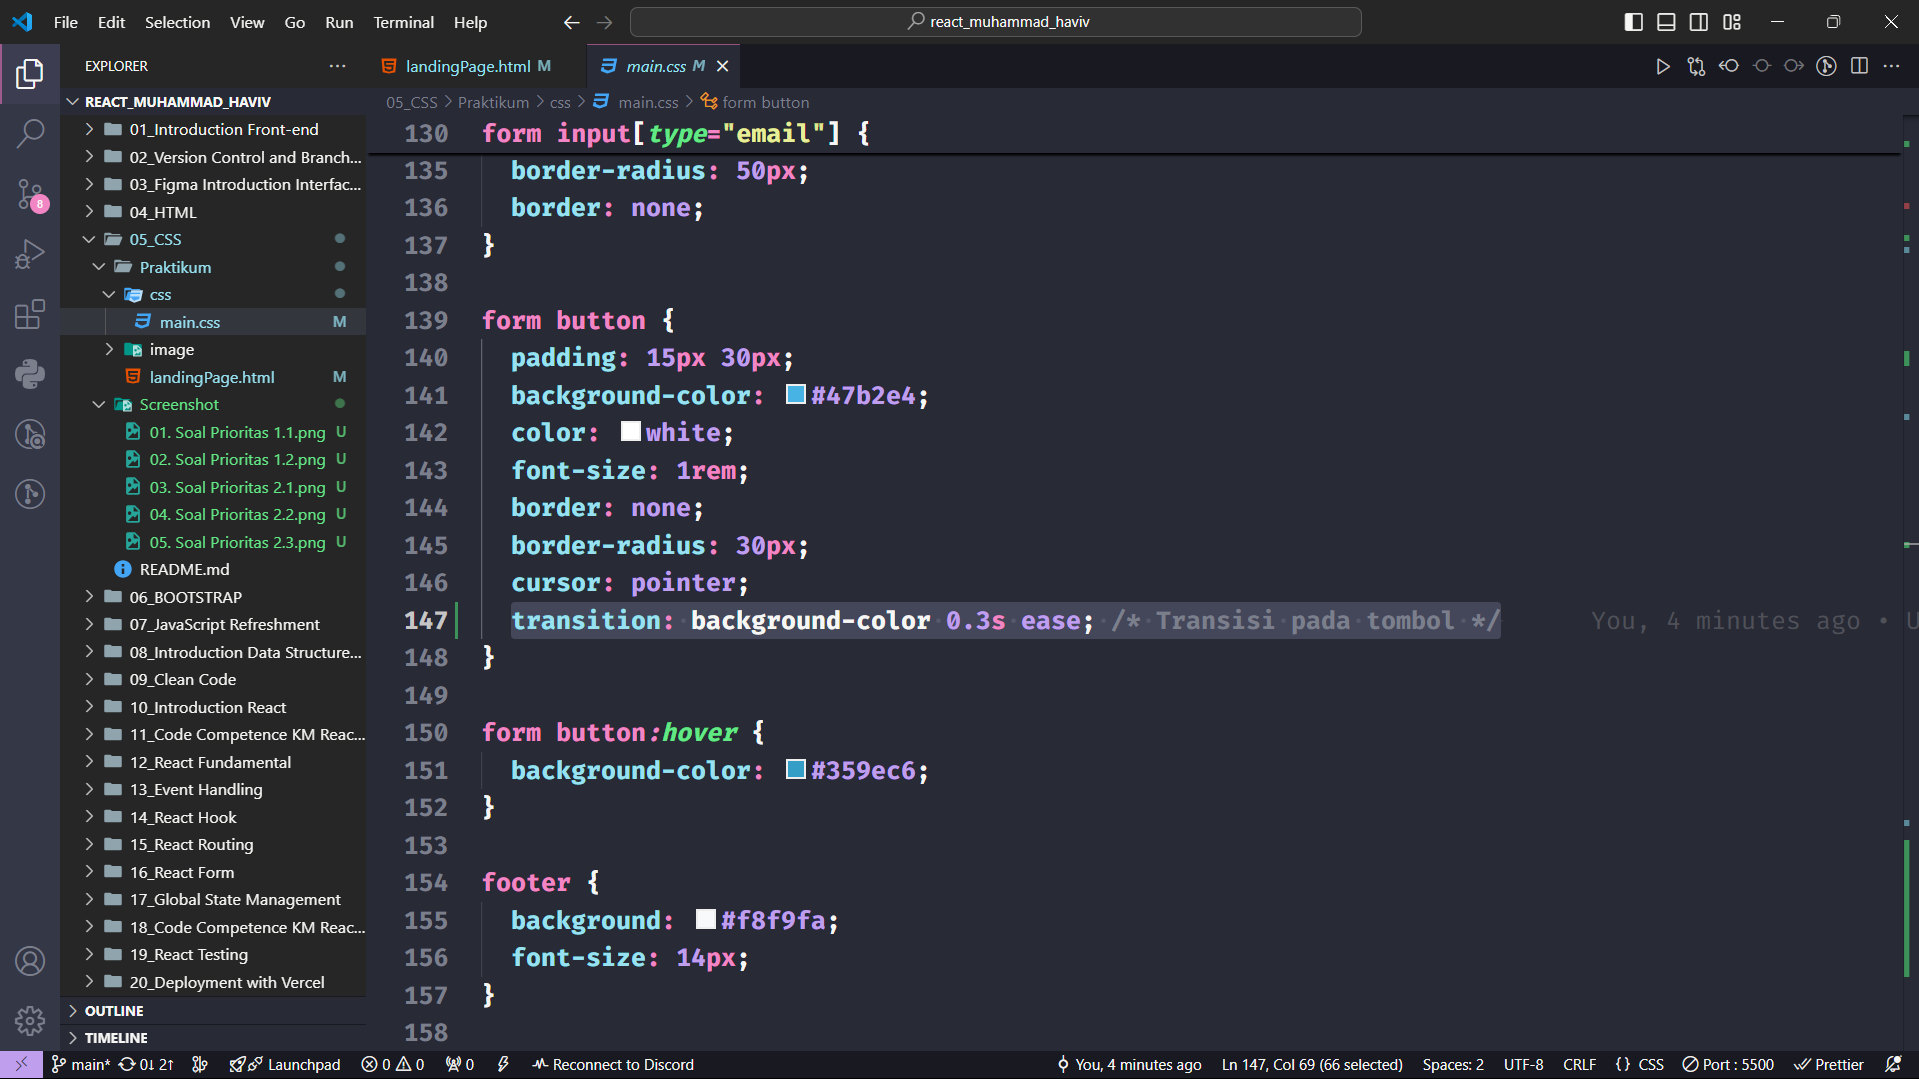 File Edit Selection View Go Run Terminal Help
react_muhammad_haviv
EXPLORER
landingPage.html M
main.css M
REACT_MUHAMMAD_HAVIV
01_Introduction Front-end
02_Version Control and Branch...
03_Figma Introduction Interfac...
04_HTML
05_CSS
Praktikum
css
main.css M
image
landingPage.html M
Screenshot
01. Soal Prioritas 1.1.png U
02. Soal Prioritas 1.2.png U
03. Soal Prioritas 2.1.png U
04. Soal Prioritas 2.2.png U
05. Soal Prioritas 2.3.png U
README.md
06_BOOTSTRAP
07_JavaScript Refreshment
08_Introduction Data Structure...
09_Clean Code
10_Introduction React
11_Code Competence KM Reac...
12_React Fundamental
13_Event Handling
14_React Hook
15_React Routing
16_React Form
17_Global State Management
18_Code Competence KM Reac...
19_React Testing
20_Deployment with Vercel
OUTLINE
TIMELINE
8
05_CSS > Praktikum > css > main.css > form button
130 form input[type="email"] {
135 border-radius: 50px;
136 border: none;
137 }
138
139 form button {
140 padding: 15px 30px;
141 background-color: #47b2e4;
142 color: white;
143 font-size: 1rem;
144 border: none;
145 border-radius: 30px;
146 cursor: pointer;
147 transition: background-color 0.3s ease; /* Transisi pada tombol */ You, 4 minutes ago • U
148 }
149
150 form button:hover {
151 background-color: #359ec6;
152 }
153
154 footer {
155 background: #f8f9fa;
156 font-size: 14px;
157 }
158
main* 0↓ 2↑ Launchpad 0 0 0 Reconnect to Discord You, 4 minutes ago Ln 147, Col 69 (66 selected) Spaces: 2 UTF-8 CRLF {} CSS Port : 5500 Prettier